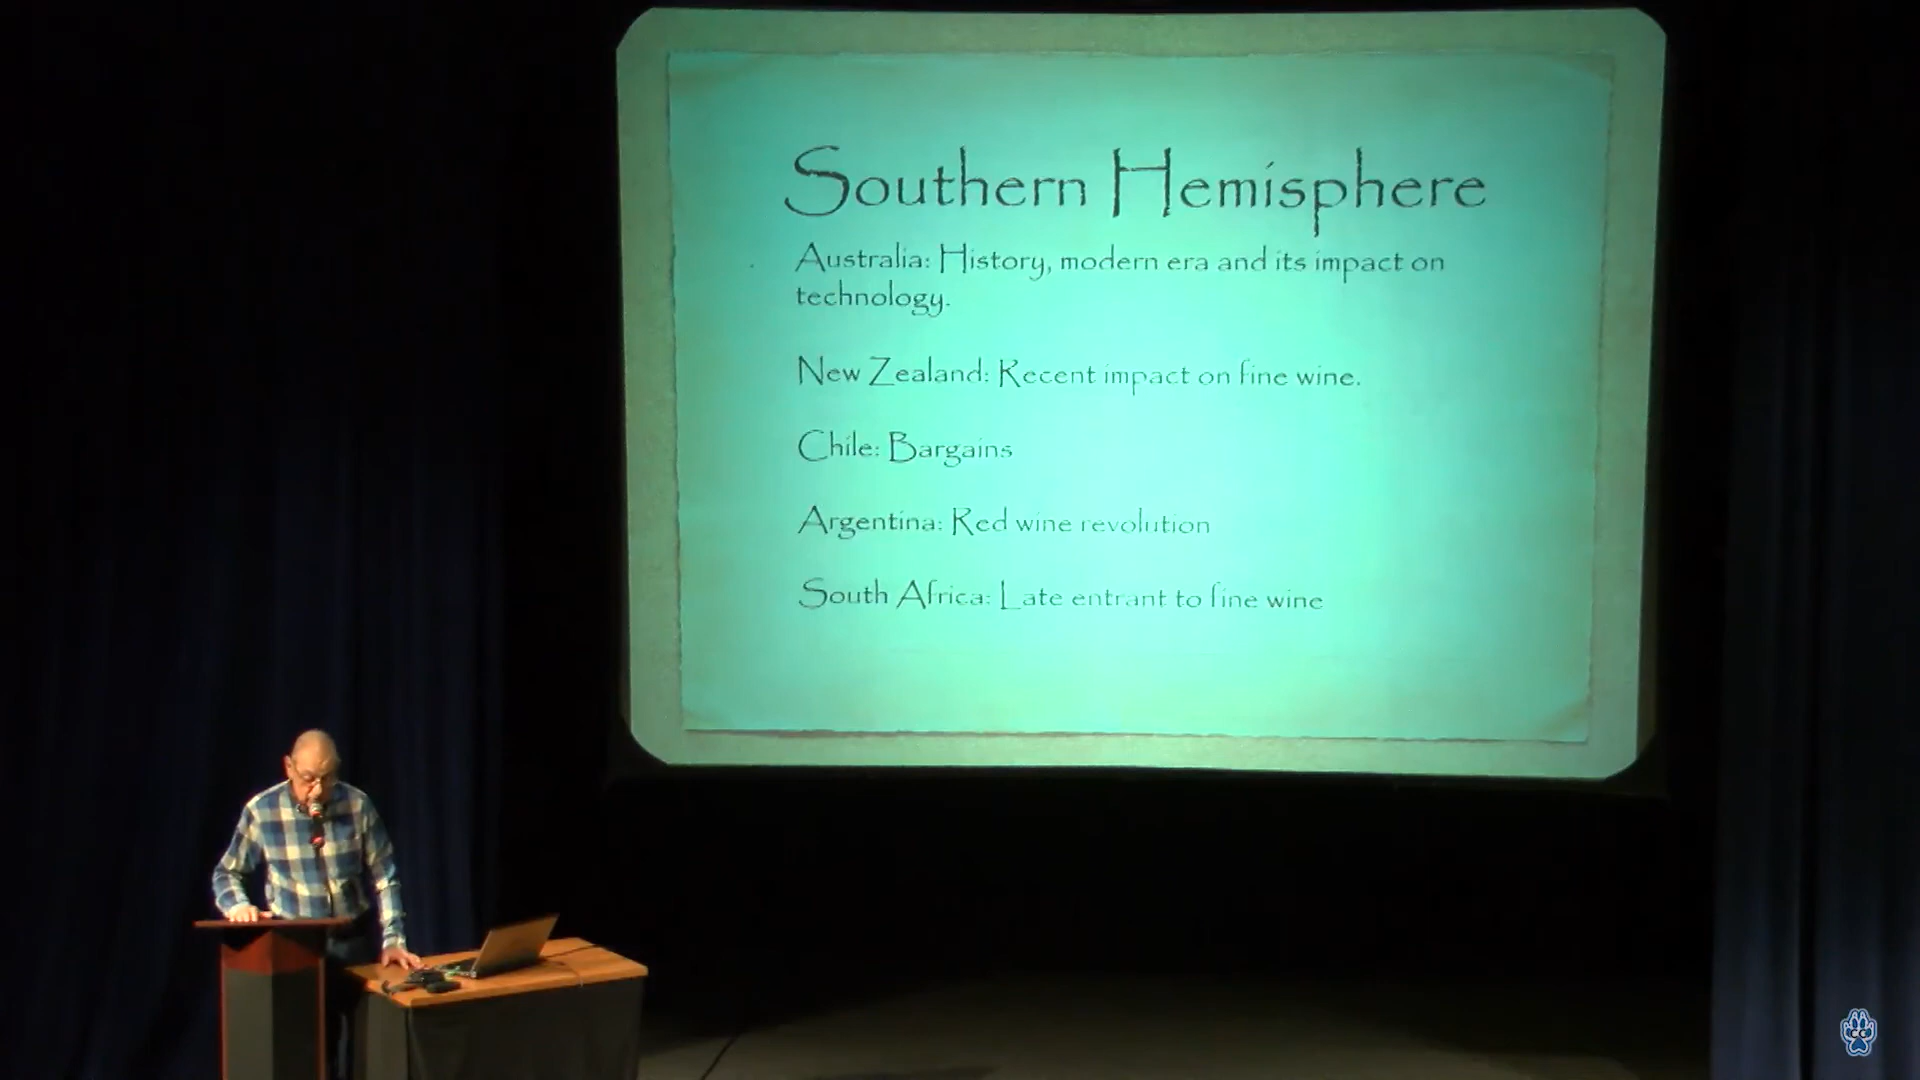 Southern Hemisphere
Australia: History, modern era and its impact on
technology.
New Zealand: Recent impact on fine wine.
Chile: Bargains
Argentina: Red wine revolution
South Africa: Late entrant to fine wine
CC